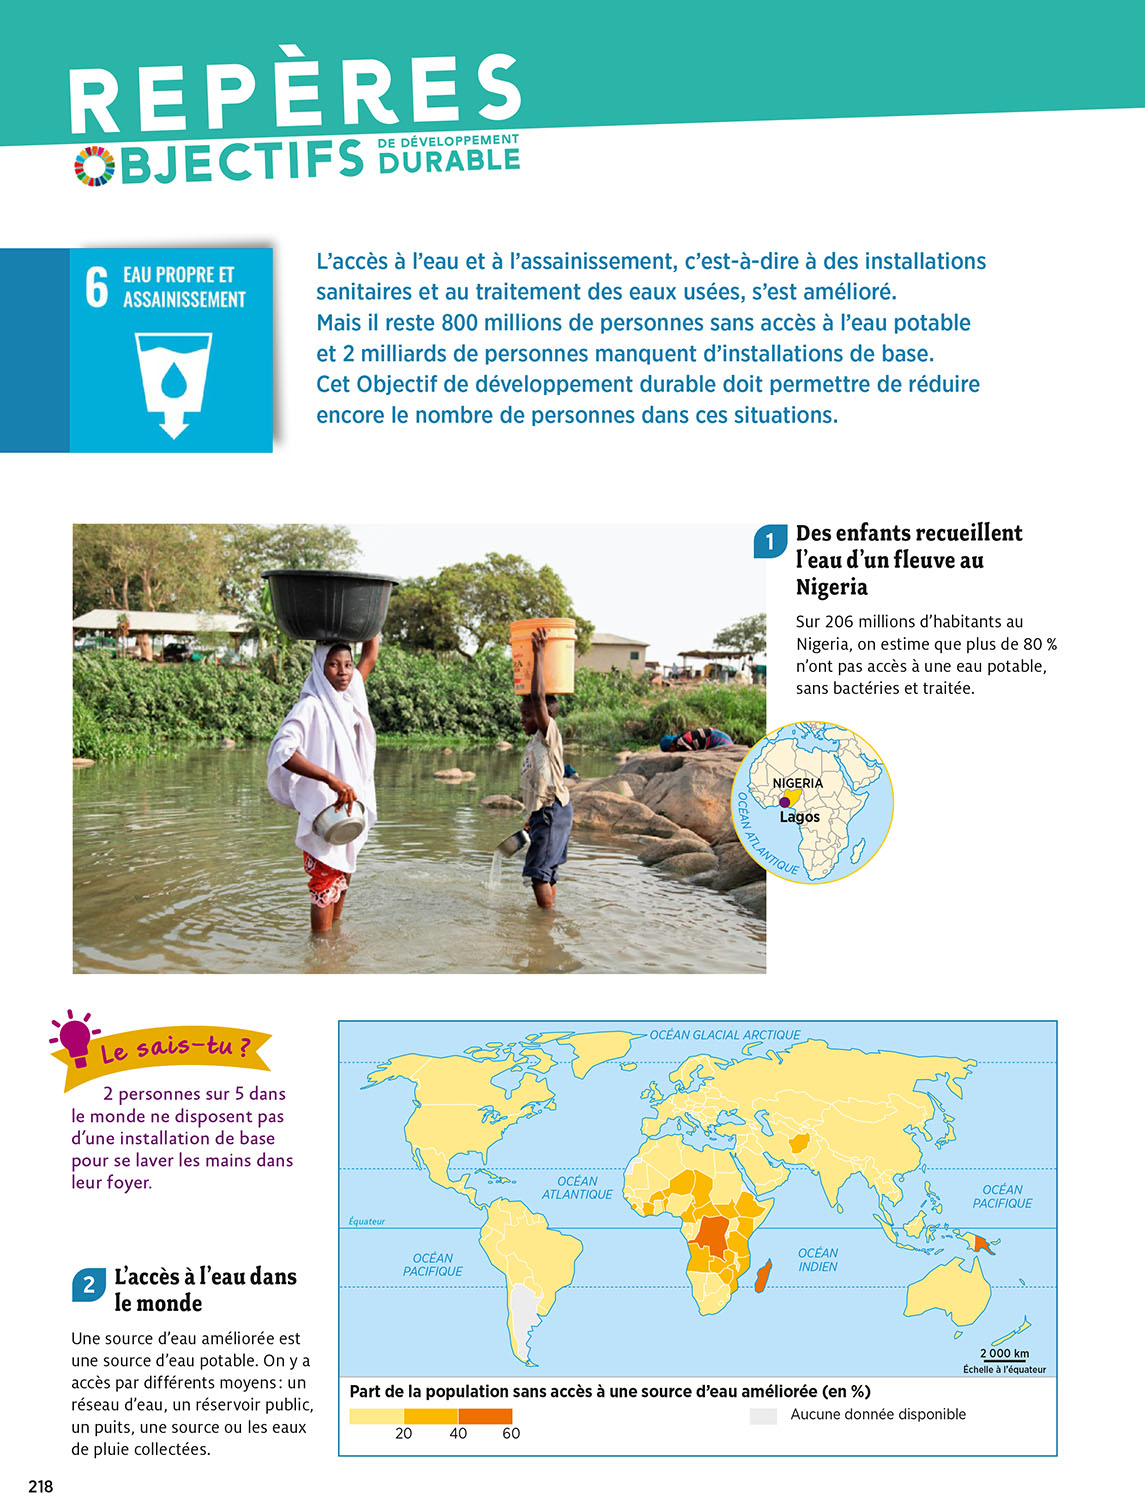 REPÈRES
OBJECTIFS DE DÉVELOPPEMENT DURABLE
6 EAU PROPRE ET
ASSAINISSEMENT
L’accès à l’eau et à l’assainissement, c’est-à-dire à des installations
sanitaires et au traitement des eaux usées, s’est amélioré.
Mais il reste 800 millions de personnes sans accès à l’eau potable
et 2 milliards de personnes manquent d’installations de base.
Cet Objectif de développement durable doit permettre de réduire
encore le nombre de personnes dans ces situations.
1 Des enfants recueillent
l’eau d’un fleuve au
Nigeria
Sur 206 millions d’habitants au
Nigeria, on estime que plus de 80 %
n’ont pas accès à une eau potable,
sans bactéries et traitée.
NIGERIA
Lagos
OCÉAN ATLANTIQUE
Le sais-tu ?
2 personnes sur 5 dans
le monde ne disposent pas
d’une installation de base
pour se laver les mains dans
leur foyer.
2 L’accès à l’eau dans
le monde
Une source d’eau améliorée est
une source d’eau potable. On y a
accès par différents moyens : un
réseau d’eau, un réservoir public,
un puits, une source ou les eaux
de pluie collectées.
OCÉAN GLACIAL ARCTIQUE
OCÉAN
ATLANTIQUE
OCÉAN
PACIFIQUE
Équateur
OCÉAN
PACIFIQUE
OCÉAN
INDIEN
2 000 km
Échelle à l’équateur
Part de la population sans accès à une source d’eau améliorée (en %)
20 40 60
Aucune donnée disponible
218